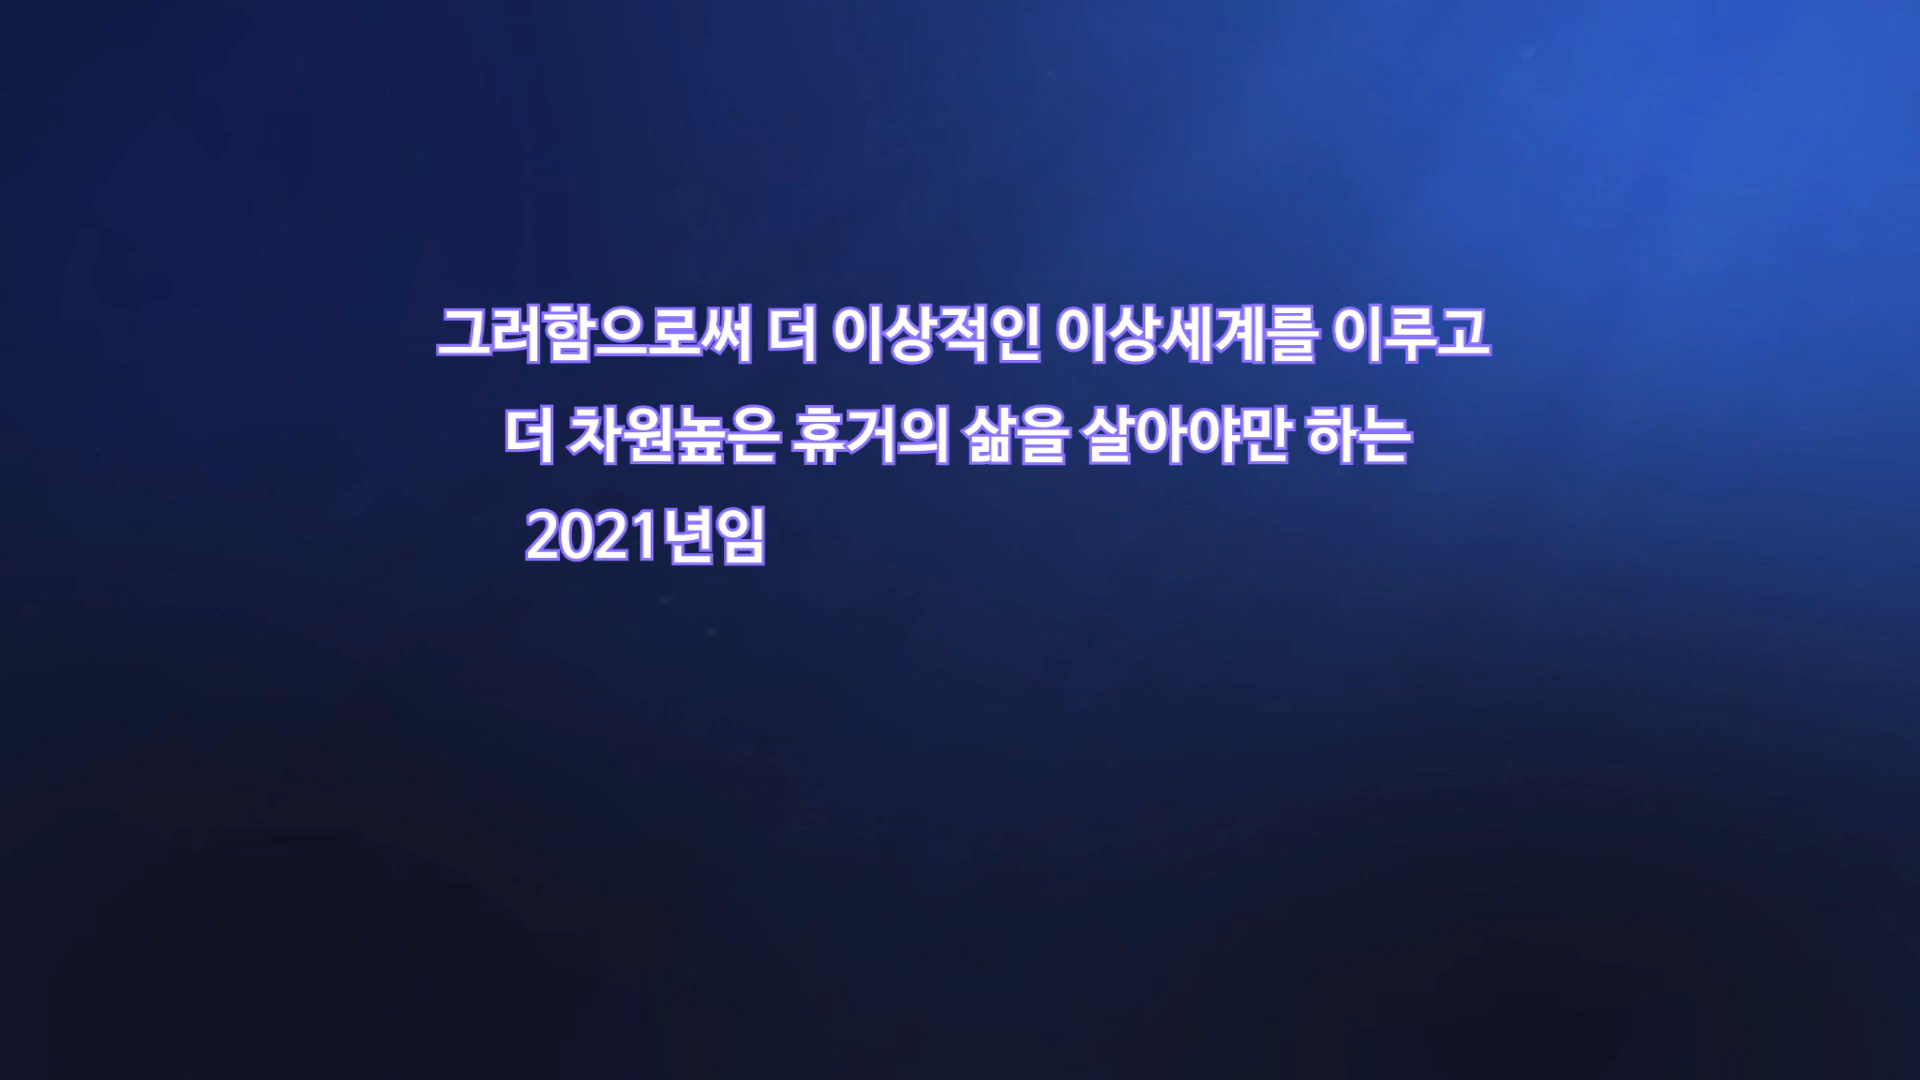 그러함으로써 더 이상적인 이상세계를 이루고
더 차원높은 휴거의 삶을 살아야만 하는
2021년임